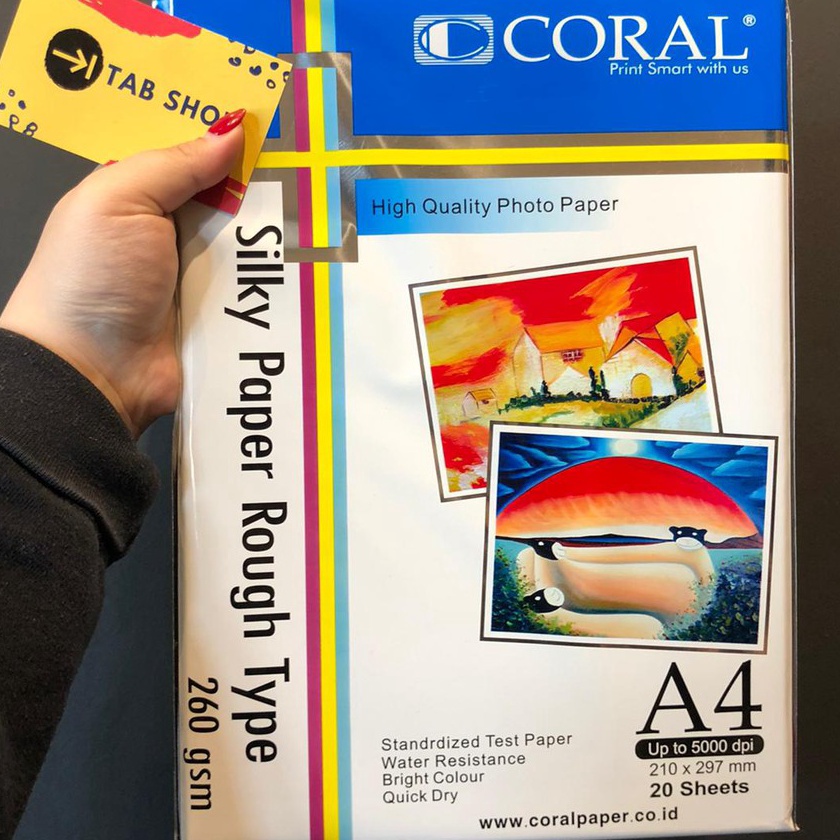 TAB SHO
CORAL®
Print Smart with us
High Quality Photo Paper
Silky Paper Rough Type
260 gsm
A4
Up to 5000 dpi
210 x 297 mm
20 Sheets
Standrdized Test Paper
Water Resistance
Bright Colour
Quick Dry
www.coralpaper.co.id